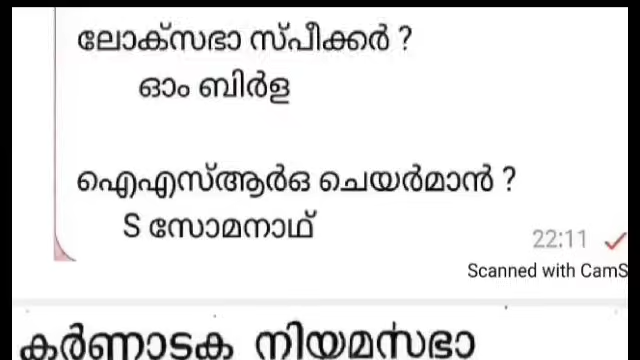 ലോക്സഭാ സ്പീക്കർ ?
ഓം ബിർള
ഐഎസ്ആർഒ ചെയർമാൻ ?
S സോമനാഥ്
22:11
Scanned with CamS
കർണാടക നിയമസഭാ